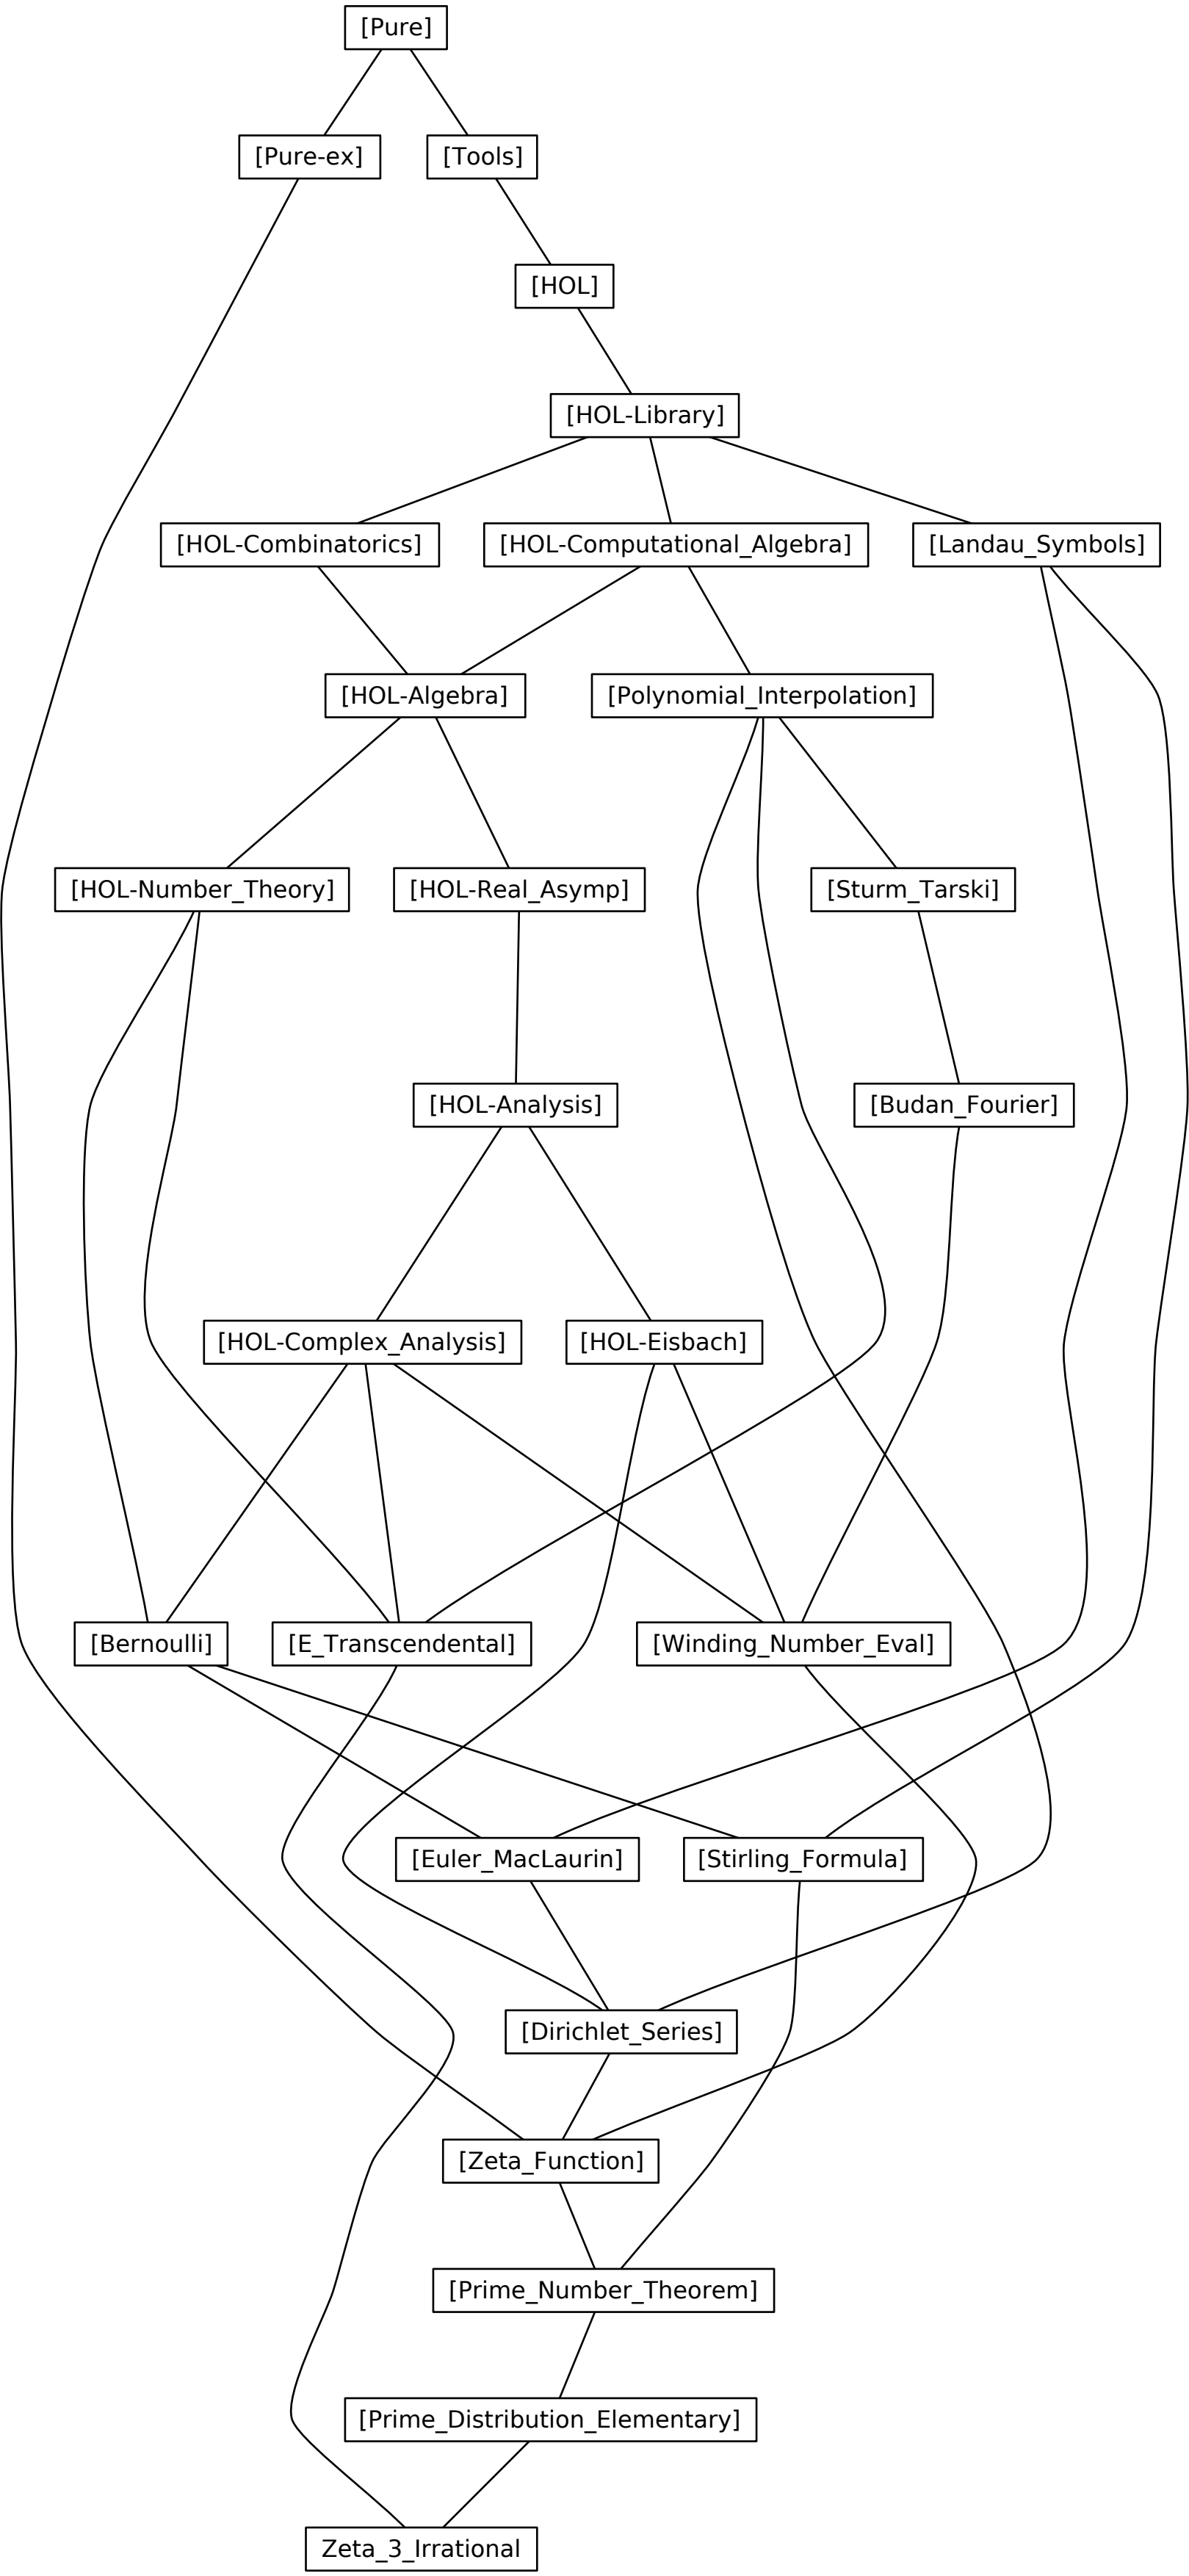 [Pure]
[Pure-ex]
[Tools]
[HOL]
[HOL-Library]
[HOL-Combinatorics]
[HOL-Computational_Algebra]
[Landau_Symbols]
[HOL-Algebra]
[Polynomial_Interpolation]
[HOL-Number_Theory]
[HOL-Real_Asymp]
[Sturm_Tarski]
[HOL-Analysis]
[Budan_Fourier]
[HOL-Complex_Analysis]
[HOL-Eisbach]
[Bernoulli]
[E_Transcendental]
[Winding_Number_Eval]
[Euler_MacLaurin]
[Stirling_Formula]
[Dirichlet_Series]
[Zeta_Function]
[Prime_Number_Theorem]
[Prime_Distribution_Elementary]
Zeta_3_Irrational